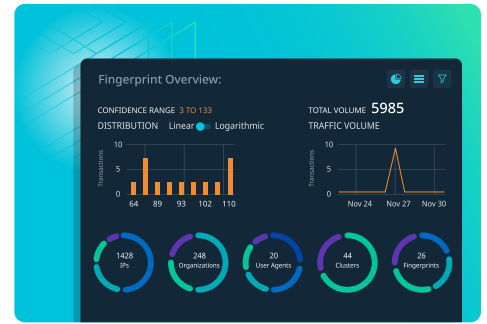 Fingerprint Overview:
CONFIDENCE RANGE 3 TO 133
TOTAL VOLUME 5985
DISTRIBUTION Linear Logarithmic
TRAFFIC VOLUME
Transactions
10
5
0
64 89 93 102 110
Transactions
10
5
0
Nov 24 Nov 27 Nov 30
1428
IPs
248
Organizations
20
User Agents
44
Clusters
26
Fingerprints